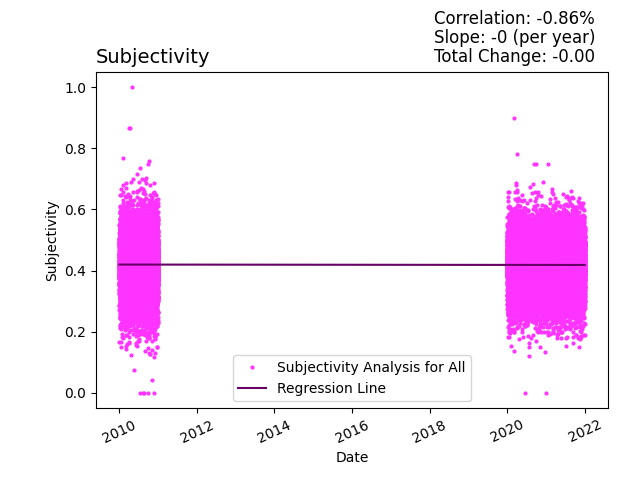 Correlation: -0.86%
Slope: -0 (per year)
Total Change: -0.00
Subjectivity
1.0
0.8
0.6
0.4
0.2
0.0
Subjectivity
Subjectivity Analysis for All
Regression Line
2010
2012
2014
2016
2018
2020
2022
Date